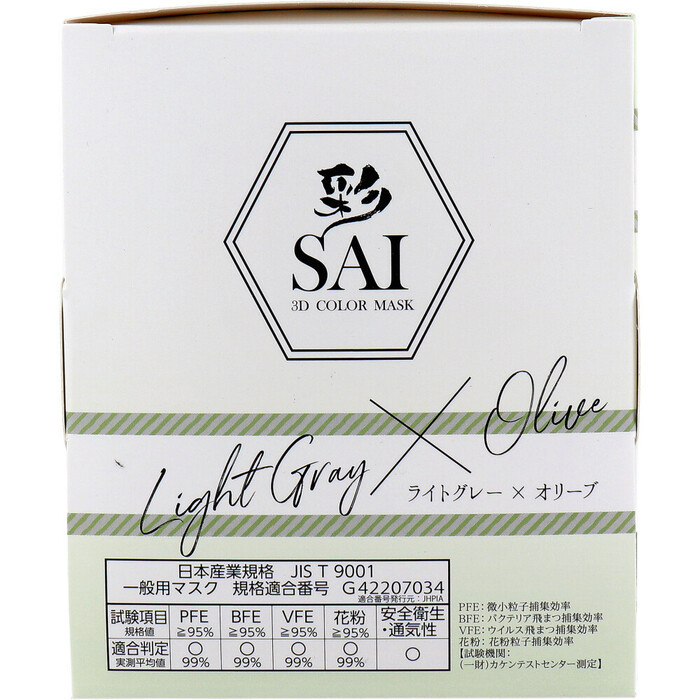 彩
SAI
3D COLOR MASK
Light Gray × Olive
ライトグレー × オリーブ
日本産業規格 JIS T 9001
一般用マスク 規格適合番号 G42207034
適合番号発行元:JHPIA
試験項目 PFE BFE VFE 花粉 安全衛生
規格値 ≧95% ≧95% ≧95% ≧95% ・通気性
適合判定 ○ ○ ○ ○ ○
実測平均値 99% 99% 99% 99%
PFE:微小粒子捕集効率
BFE:バクテリア飛まつ捕集効率
VFE:ウイルス飛まつ捕集効率
花粉:花粉粒子捕集効率
【試験機関:
(一財)カケンテストセンター測定】